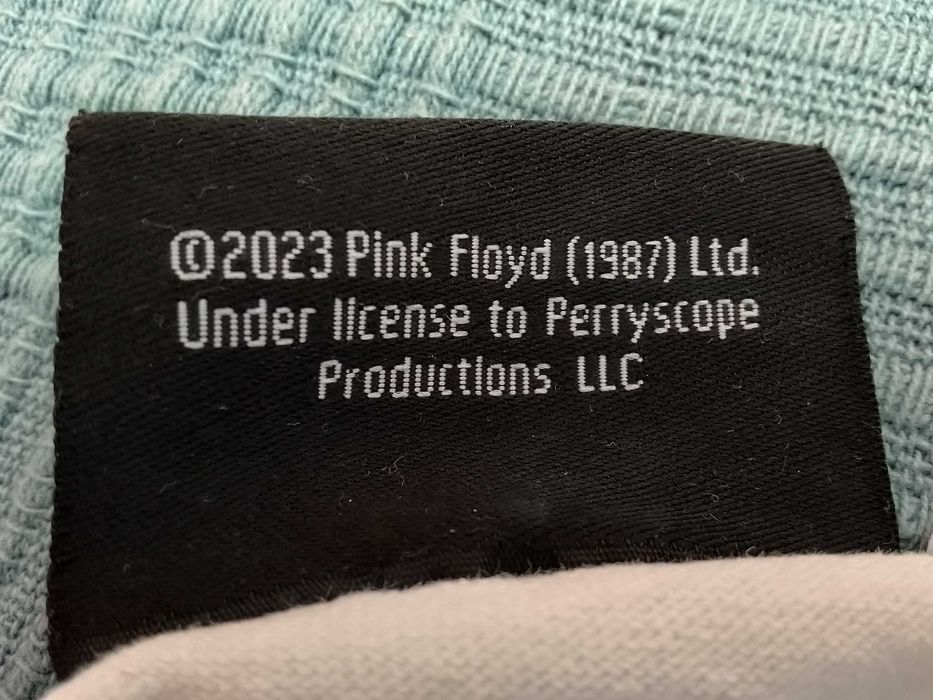 ©2023 Pink Floyd (1987) Ltd.
Under license to Perryscope
Productions LLC